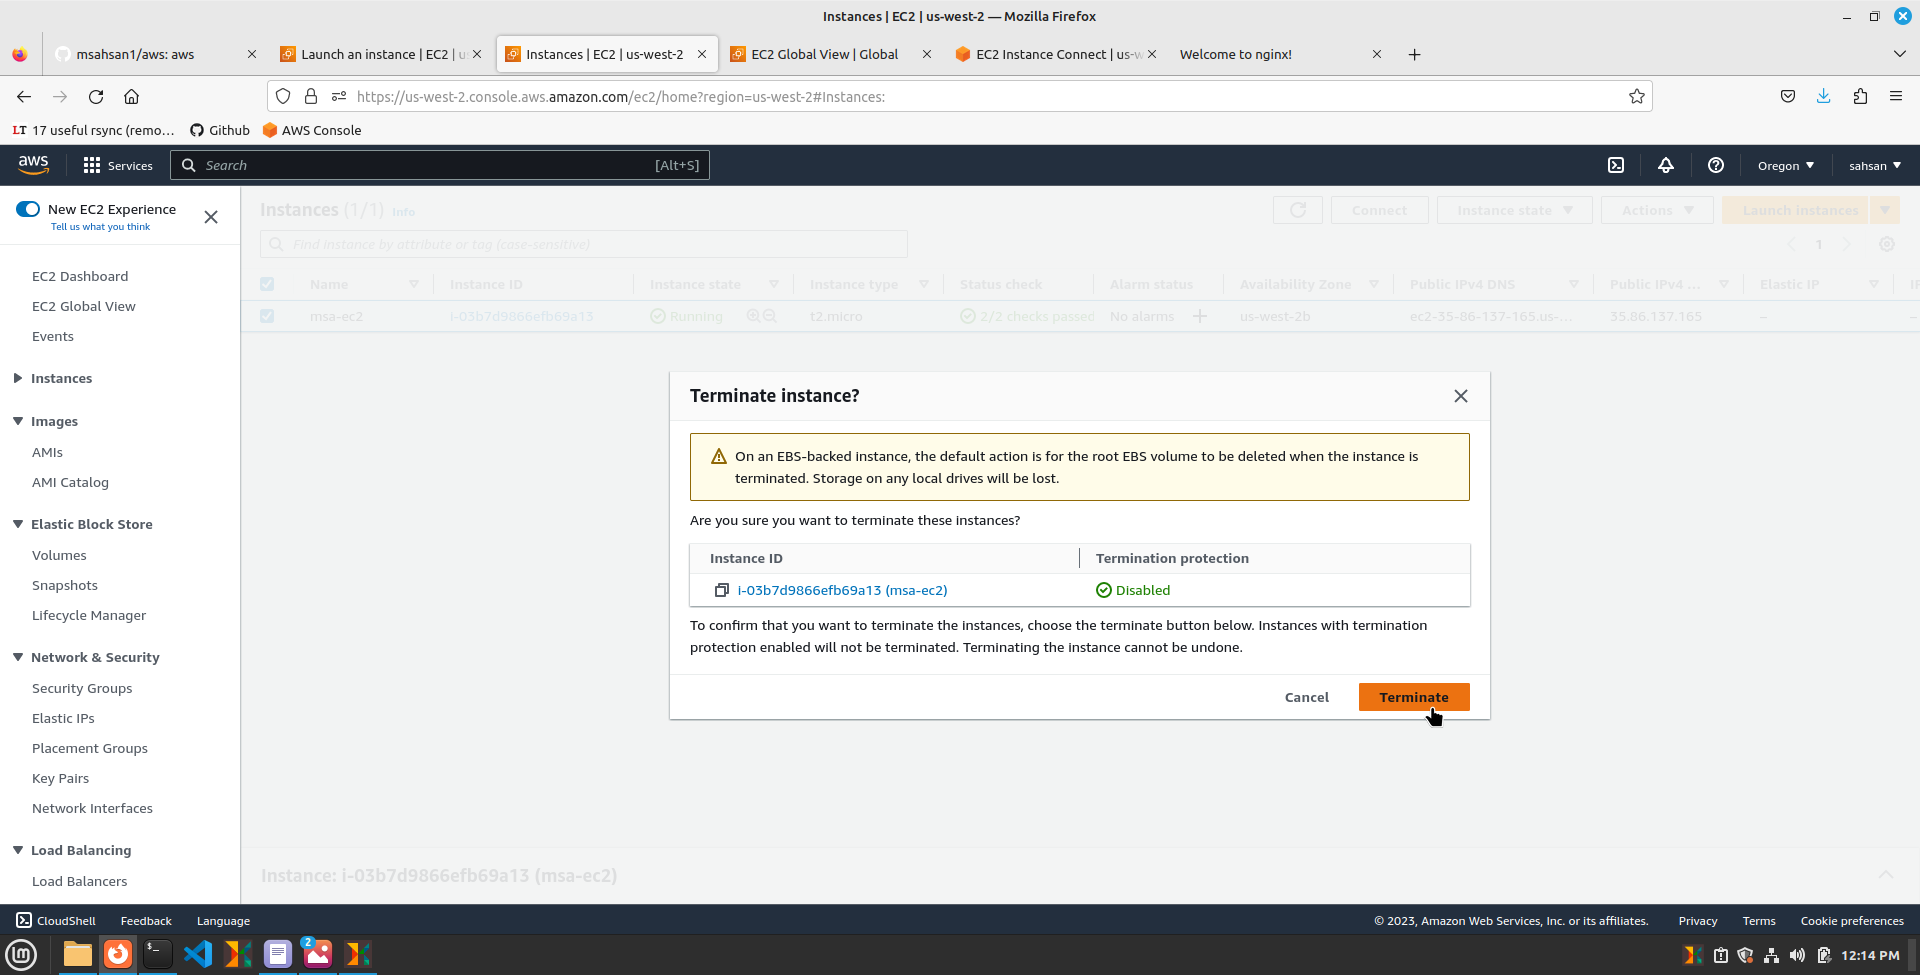 Instances | EC2 | us-west-2 — Mozilla Firefox
msahsan1/aws: aws
Launch an instance | EC2 | u
Instances | EC2 | us-west-2
EC2 Global View | Global
EC2 Instance Connect | us-w
Welcome to nginx!
https://us-west-2.console.aws.amazon.com/ec2/home?region=us-west-2#Instances:
LT 17 useful rsync (remo…
Github
AWS Console
aws
Services
Search
[Alt+S]
Oregon
sahsan
New EC2 Experience
Tell us what you think
EC2 Dashboard
EC2 Global View
Events
Instances
Images
AMIs
AMI Catalog
Elastic Block Store
Volumes
Snapshots
Lifecycle Manager
Network & Security
Security Groups
Elastic IPs
Placement Groups
Key Pairs
Network Interfaces
Load Balancing
Load Balancers
Instances (1/1) Info
Connect
Instance state
Actions
Launch instances
Find instance by attribute or tag (case-sensitive)
1
Name Instance ID Instance state Instance type Status check Alarm status Availability Zone Public IPv4 DNS Public IPv4 ... Elastic IP IP
msa-ec2 i-03b7d9866efb69a13 Running t2.micro 2/2 checks passed No alarms us-west-2b ec2-35-86-137-165.us-... 35.86.137.165 – –
Terminate instance?
On an EBS-backed instance, the default action is for the root EBS volume to be deleted when the instance is
terminated. Storage on any local drives will be lost.
Are you sure you want to terminate these instances?
Instance ID Termination protection
i-03b7d9866efb69a13 (msa-ec2) Disabled
To confirm that you want to terminate the instances, choose the terminate button below. Instances with termination
protection enabled will not be terminated. Terminating the instance cannot be undone.
Cancel
Terminate
Instance: i-03b7d9866efb69a13 (msa-ec2)
CloudShell
Feedback
Language
© 2023, Amazon Web Services, Inc. or its affiliates.
Privacy
Terms
Cookie preferences
2
12:14 PM